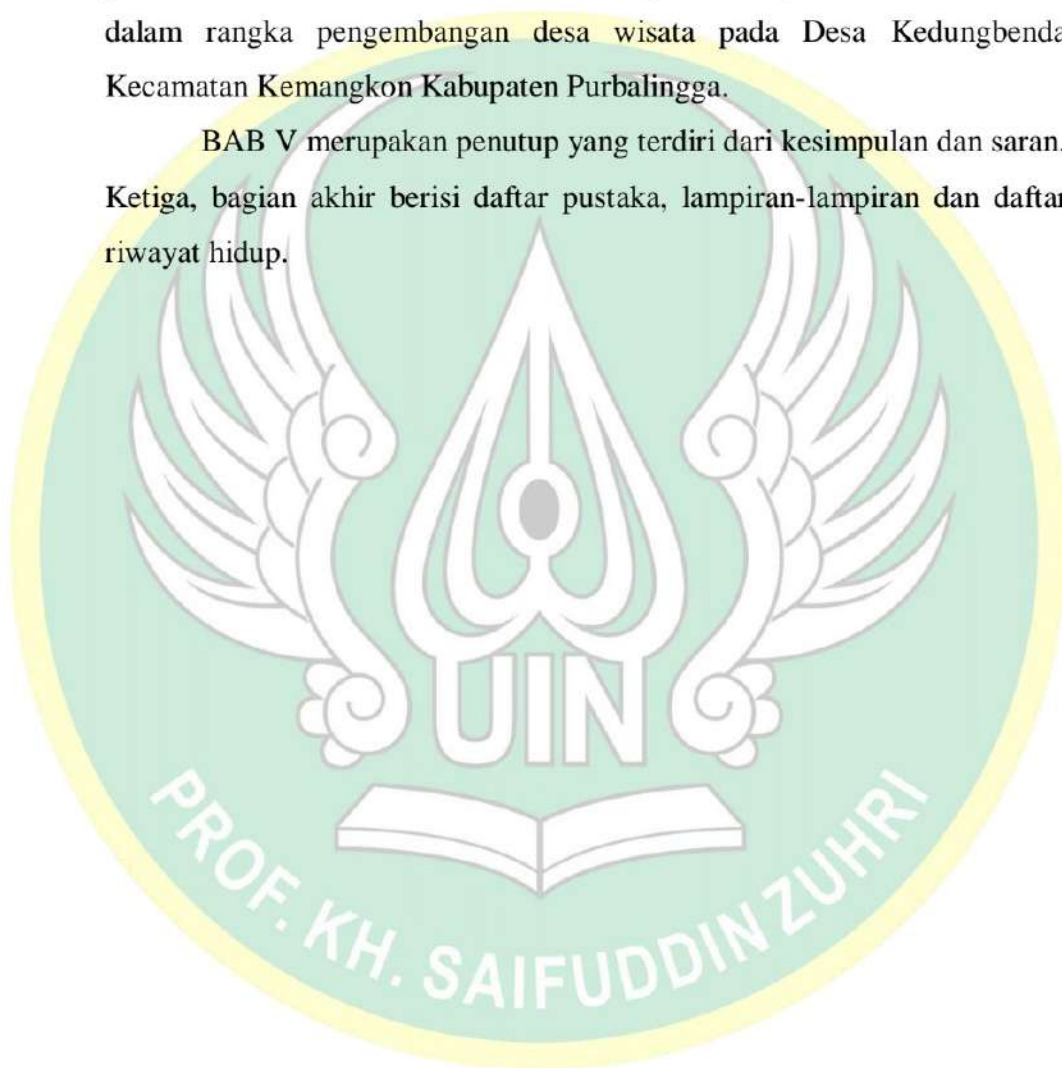 dalam rangka pengembangan desa wisata pada Desa Kedungbenda
Kecamatan Kemangkon Kabupaten Purbalingga.
BAB V merupakan penutup yang terdiri dari kesimpulan dan saran.
Ketiga, bagian akhir berisi daftar pustaka, lampiran-lampiran dan daftar
riwayat hidup.
UIN
PROF. KH. SAIFUDDIN ZUHRI